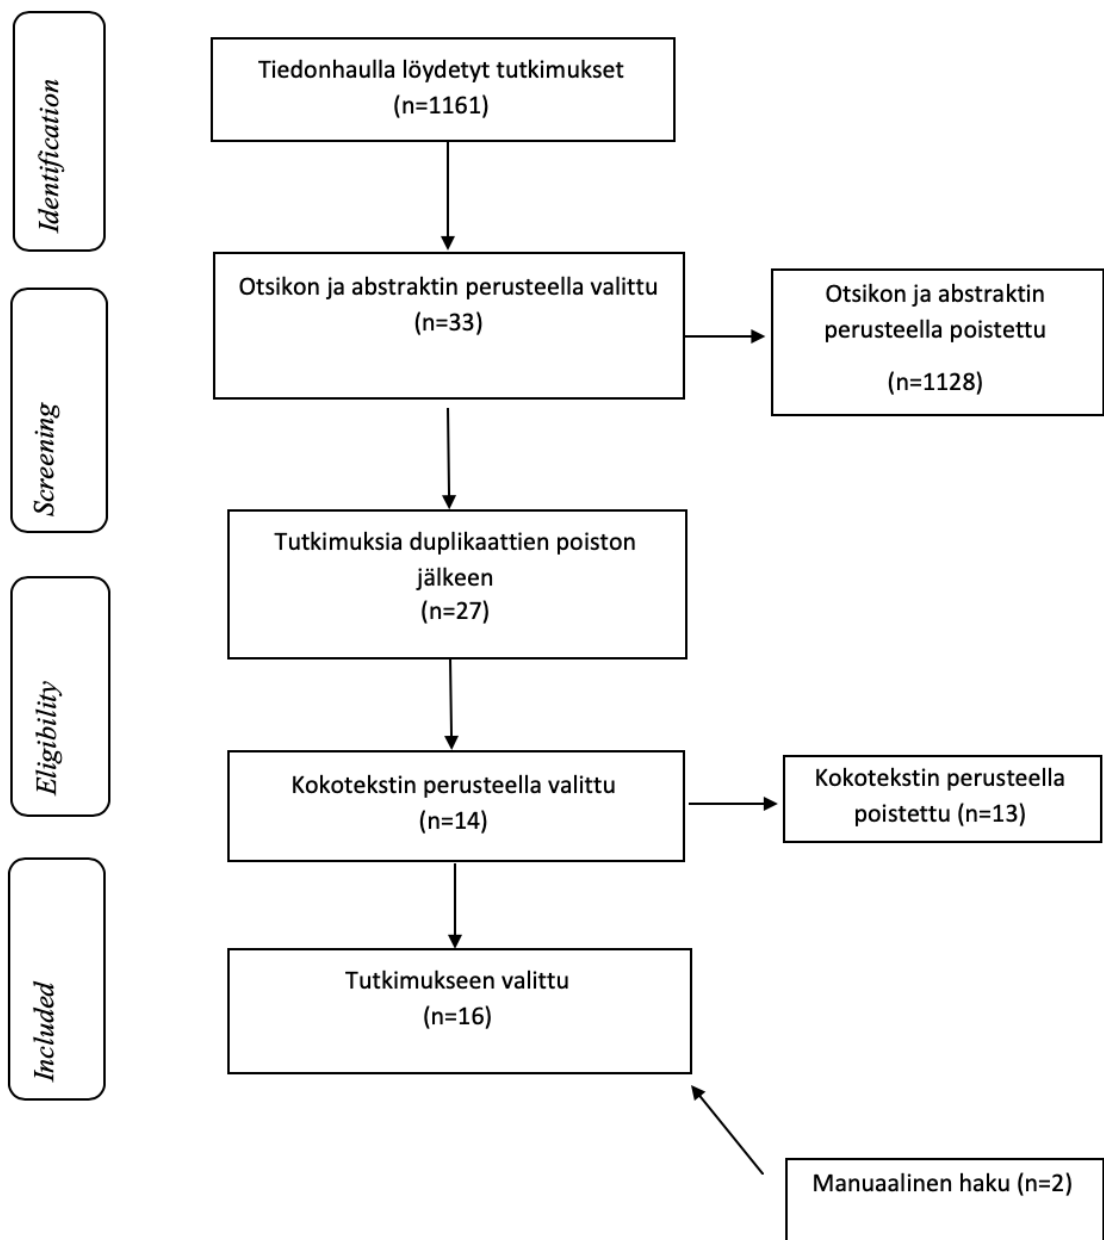 Identification
Tiedonhaulla löydetyt tutkimukset
(n=1161)
Otsikon ja abstraktin perusteella valittu
(n=33)
Otsikon ja abstraktin
perusteella poistettu
(n=1128)
Screening
Tutkimuksia duplikaattien poiston
jälkeen
(n=27)
Eligibility
Kokotekstin perusteella valittu
(n=14)
Kokotekstin perusteella
poistettu (n=13)
Included
Tutkimukseen valittu
(n=16)
Manuaalinen haku (n=2)